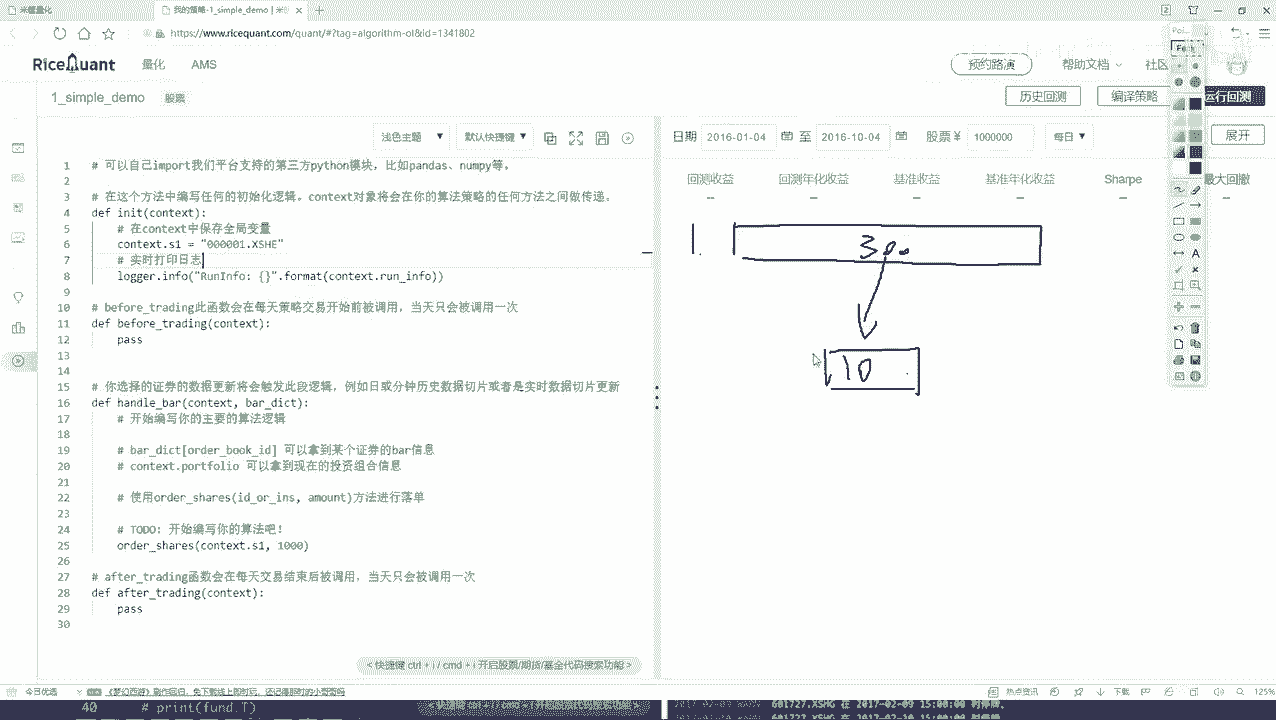 我的策略-1_simple_demo | 米
https://www.ricequant.com/quant/#?tag=algorithm-ol&id=1341802
RiceQuant 量化 AMS 预约路演 帮助文档 社区
1_simple_demo 股票 历史回测 编译策略 运行回测
浅色主题 默认快捷键 日期 2016-01-04 至 2016-10-04 股票¥ 1000000 每日 展开
回测收益 回测年化收益 基准收益 基准年化收益 Sharpe 最大回撤
-- -- -- -- -- --
1 # 可以自己import我们平台支持的第三方python模块，比如pandas、numpy等。
2
3 # 在这个方法中编写任何的初始化逻辑。context对象将会在你的算法策略的任何方法之间做传递。
4 def init(context):
5 # 在context中保存全局变量
6 context.s1 = "000001.XSHE"
7 # 实时打印日志
8 logger.info("RunInfo: {}".format(context.run_info))
9
10 # before_trading此函数会在每天策略交易开始前被调用，当天只会被调用一次
11 def before_trading(context):
12 pass
13
14
15 # 你选择的证券的数据更新将会触发此段逻辑，例如日或分钟历史数据切片或者是实时数据切片更新
16 def handle_bar(context, bar_dict):
17 # 开始编写你的主要的算法逻辑
18
19 # bar_dict[order_book_id] 可以拿到某个证券的bar信息
20 # context.portfolio 可以拿到现在的投资组合信息
21
22 # 使用order_shares(id_or_ins, amount)方法进行落单
23
24 # TODO: 开始编写你的算法吧！
25 order_shares(context.s1, 1000)
26
27 # after_trading函数会在每天交易结束后被调用，当天只会被调用一次
28 def after_trading(context):
29 pass
30
1. 300
10
<快捷键 ctrl + i / cmd + i 开启股票/期货/基金代码搜索功能>
今日优选 热点资讯 下载 125%
40 # print(fund.T)